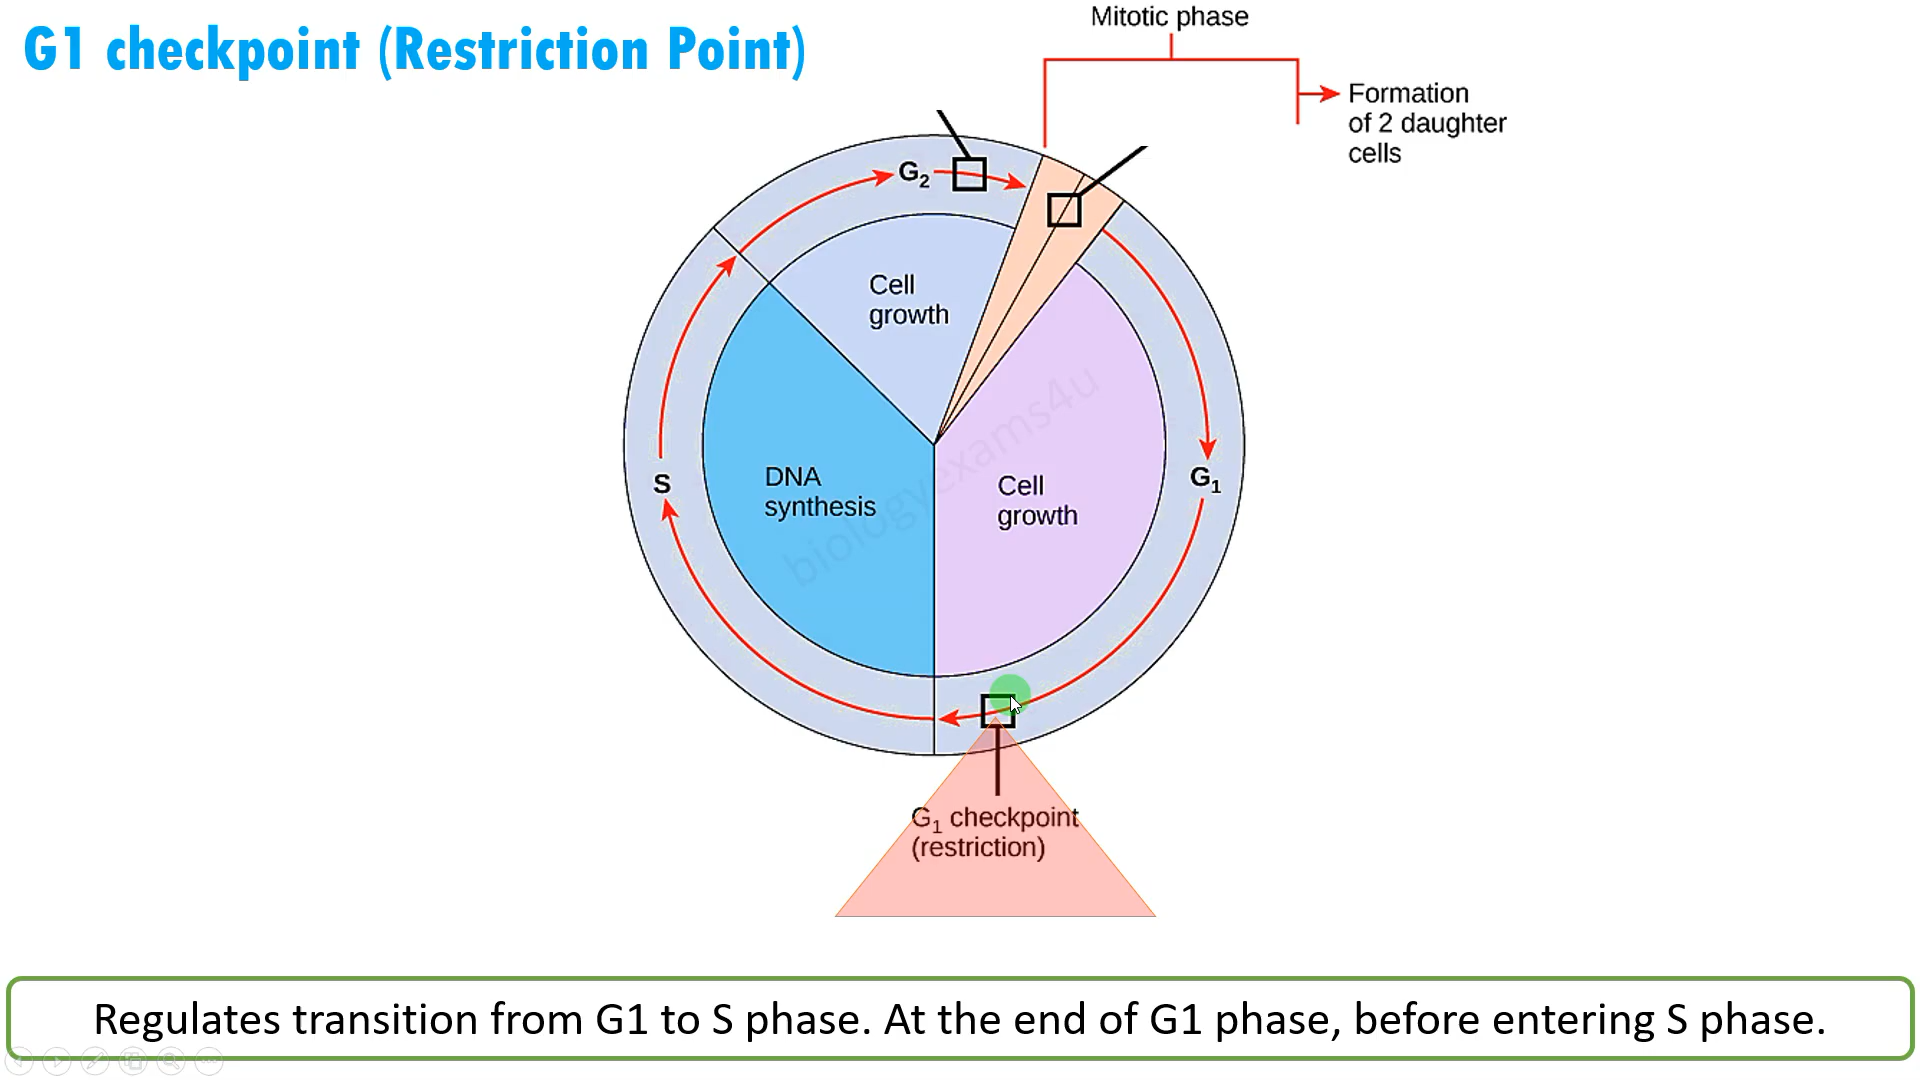 G1 checkpoint (Restriction Point)
Mitotic phase
Formation
of 2 daughter
cells
G2
Cell
growth
DNA
synthesis
S
Cell
growth
G1
biologyexams4u
G1 checkpoint
(restriction)
Regulates transition from G1 to S phase. At the end of G1 phase, before entering S phase.